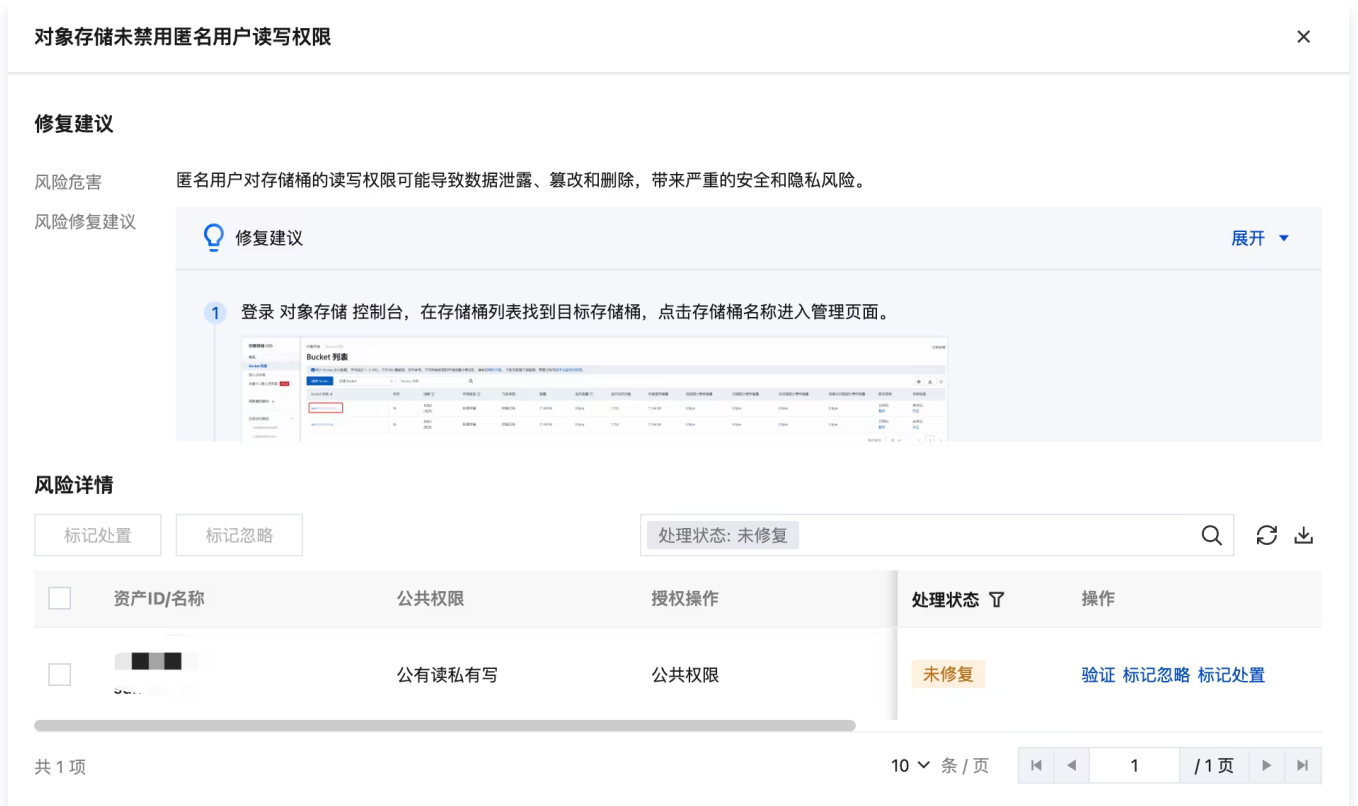 对象存储未禁用匿名用户读写权限
修复建议
风险危害 匿名用户对存储桶的读写权限可能导致数据泄露、篡改和删除，带来严重的安全和隐私风险。
风险修复建议
修复建议 展开
1 登录 对象存储 控制台，在存储桶列表找到目标存储桶，点击存储桶名称进入管理页面。
Bucket 列表
风险详情
标记处置 标记忽略 处理状态: 未修复
资产ID/名称 公共权限 授权操作 处理状态 操作
公有读私有写 公共权限 未修复 验证 标记忽略 标记处置
共 1 项 10 条 / 页 1 / 1 页